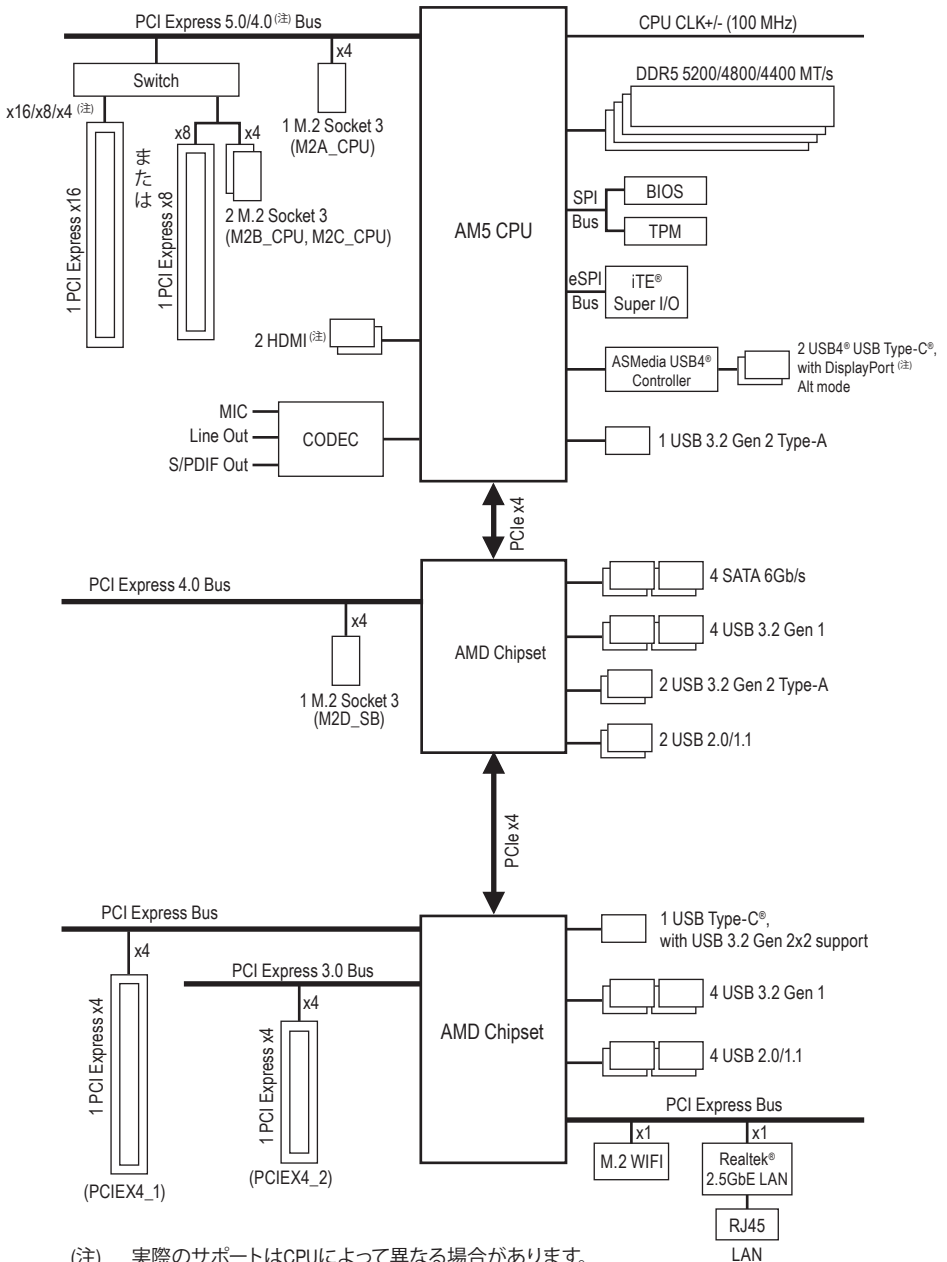 PCI Express 5.0/4.0 (注) Bus
CPU CLK+/- (100 MHz)
x4
Switch
DDR5 5200/4800/4400 MT/s
x16/x8/x4 (注)
1 M.2 Socket 3
(M2A_CPU)
1 PCI Express x16
または
x8
1 PCI Express x8
x4
2 M.2 Socket 3
(M2B_CPU, M2C_CPU)
AM5 CPU
SPI
Bus
BIOS
TPM
eSPI
Bus
iTE®
Super I/O
2 HDMI (注)
ASMedia USB4®
Controller
2 USB4® USB Type-C®,
with DisplayPort (注)
Alt mode
MIC
Line Out
S/PDIF Out
CODEC
1 USB 3.2 Gen 2 Type-A
PCIe x4
PCI Express 4.0 Bus
x4
1 M.2 Socket 3
(M2D_SB)
AMD Chipset
4 SATA 6Gb/s
4 USB 3.2 Gen 1
2 USB 3.2 Gen 2 Type-A
2 USB 2.0/1.1
PCIe x4
PCI Express Bus
x4
1 PCI Express x4
(PCIEX4_1)
PCI Express 3.0 Bus
x4
1 PCI Express x4
(PCIEX4_2)
AMD Chipset
1 USB Type-C®,
with USB 3.2 Gen 2x2 support
4 USB 3.2 Gen 1
4 USB 2.0/1.1
PCI Express Bus
x1
M.2 WIFI
x1
Realtek®
2.5GbE LAN
RJ45
LAN
(注) 実際のサポートはCPUによって異なる場合があります。